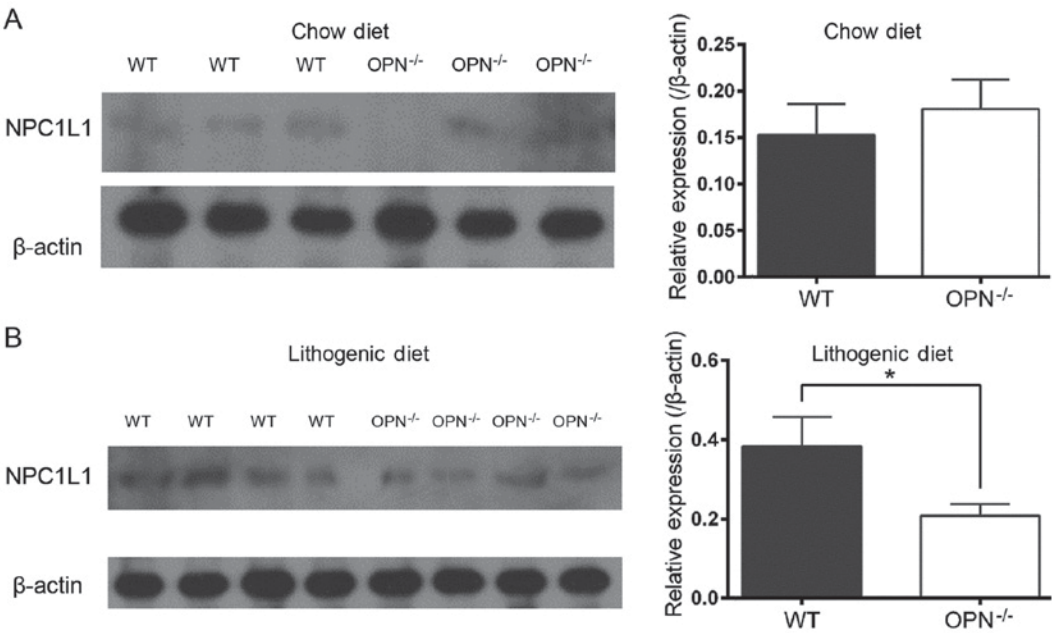 A
Chow diet
WT WT WT OPN-/- OPN-/- OPN-/-
NPC1L1
β-actin
Chow diet
Relative expression (/β-actin)
0.25
0.20
0.15
0.10
0.05
0.00
WT OPN-/-
B
Lithogenic diet
WT WT WT WT OPN-/- OPN-/- OPN-/- OPN-/-
NPC1L1
β-actin
Lithogenic diet
*
Relative expression (/β-actin)
0.6
0.4
0.2
0.0
WT OPN-/-